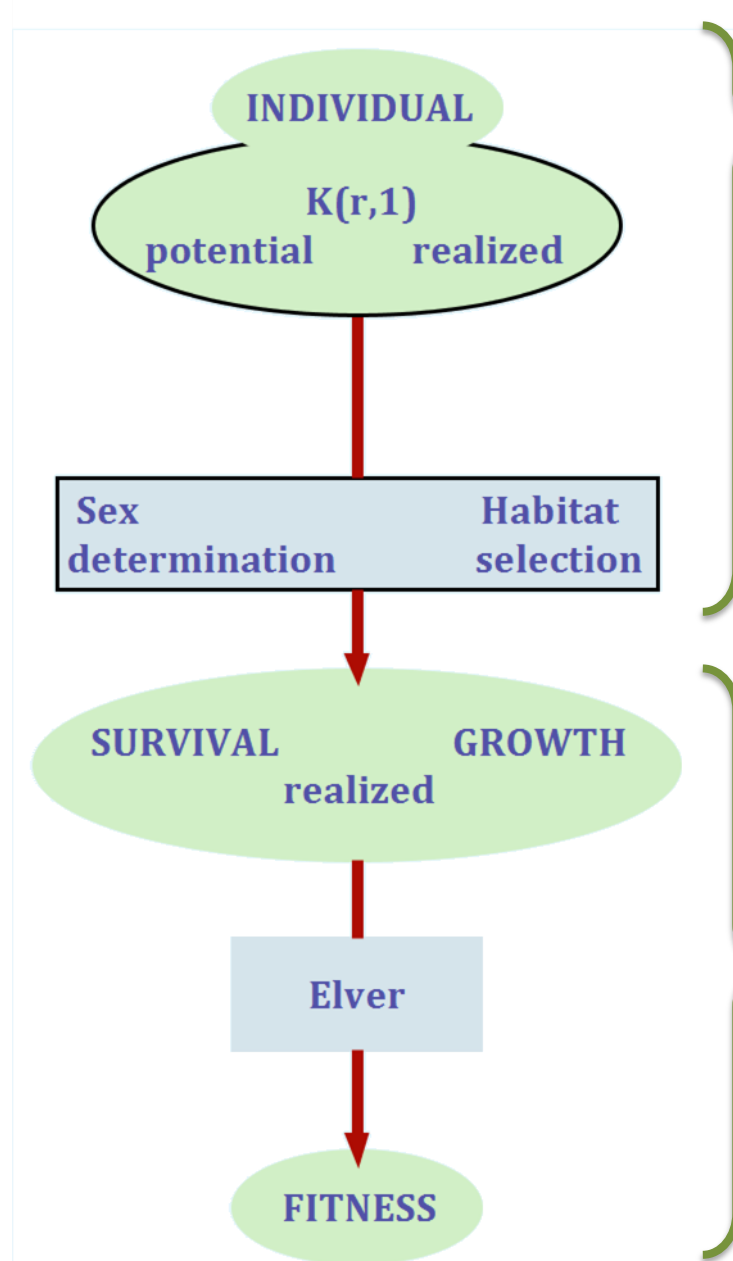 INDIVIDUAL
K(r,1)
potential realized
Sex Habitat
determination selection
SURVIVAL GROWTH
realized
Elver
FITNESS